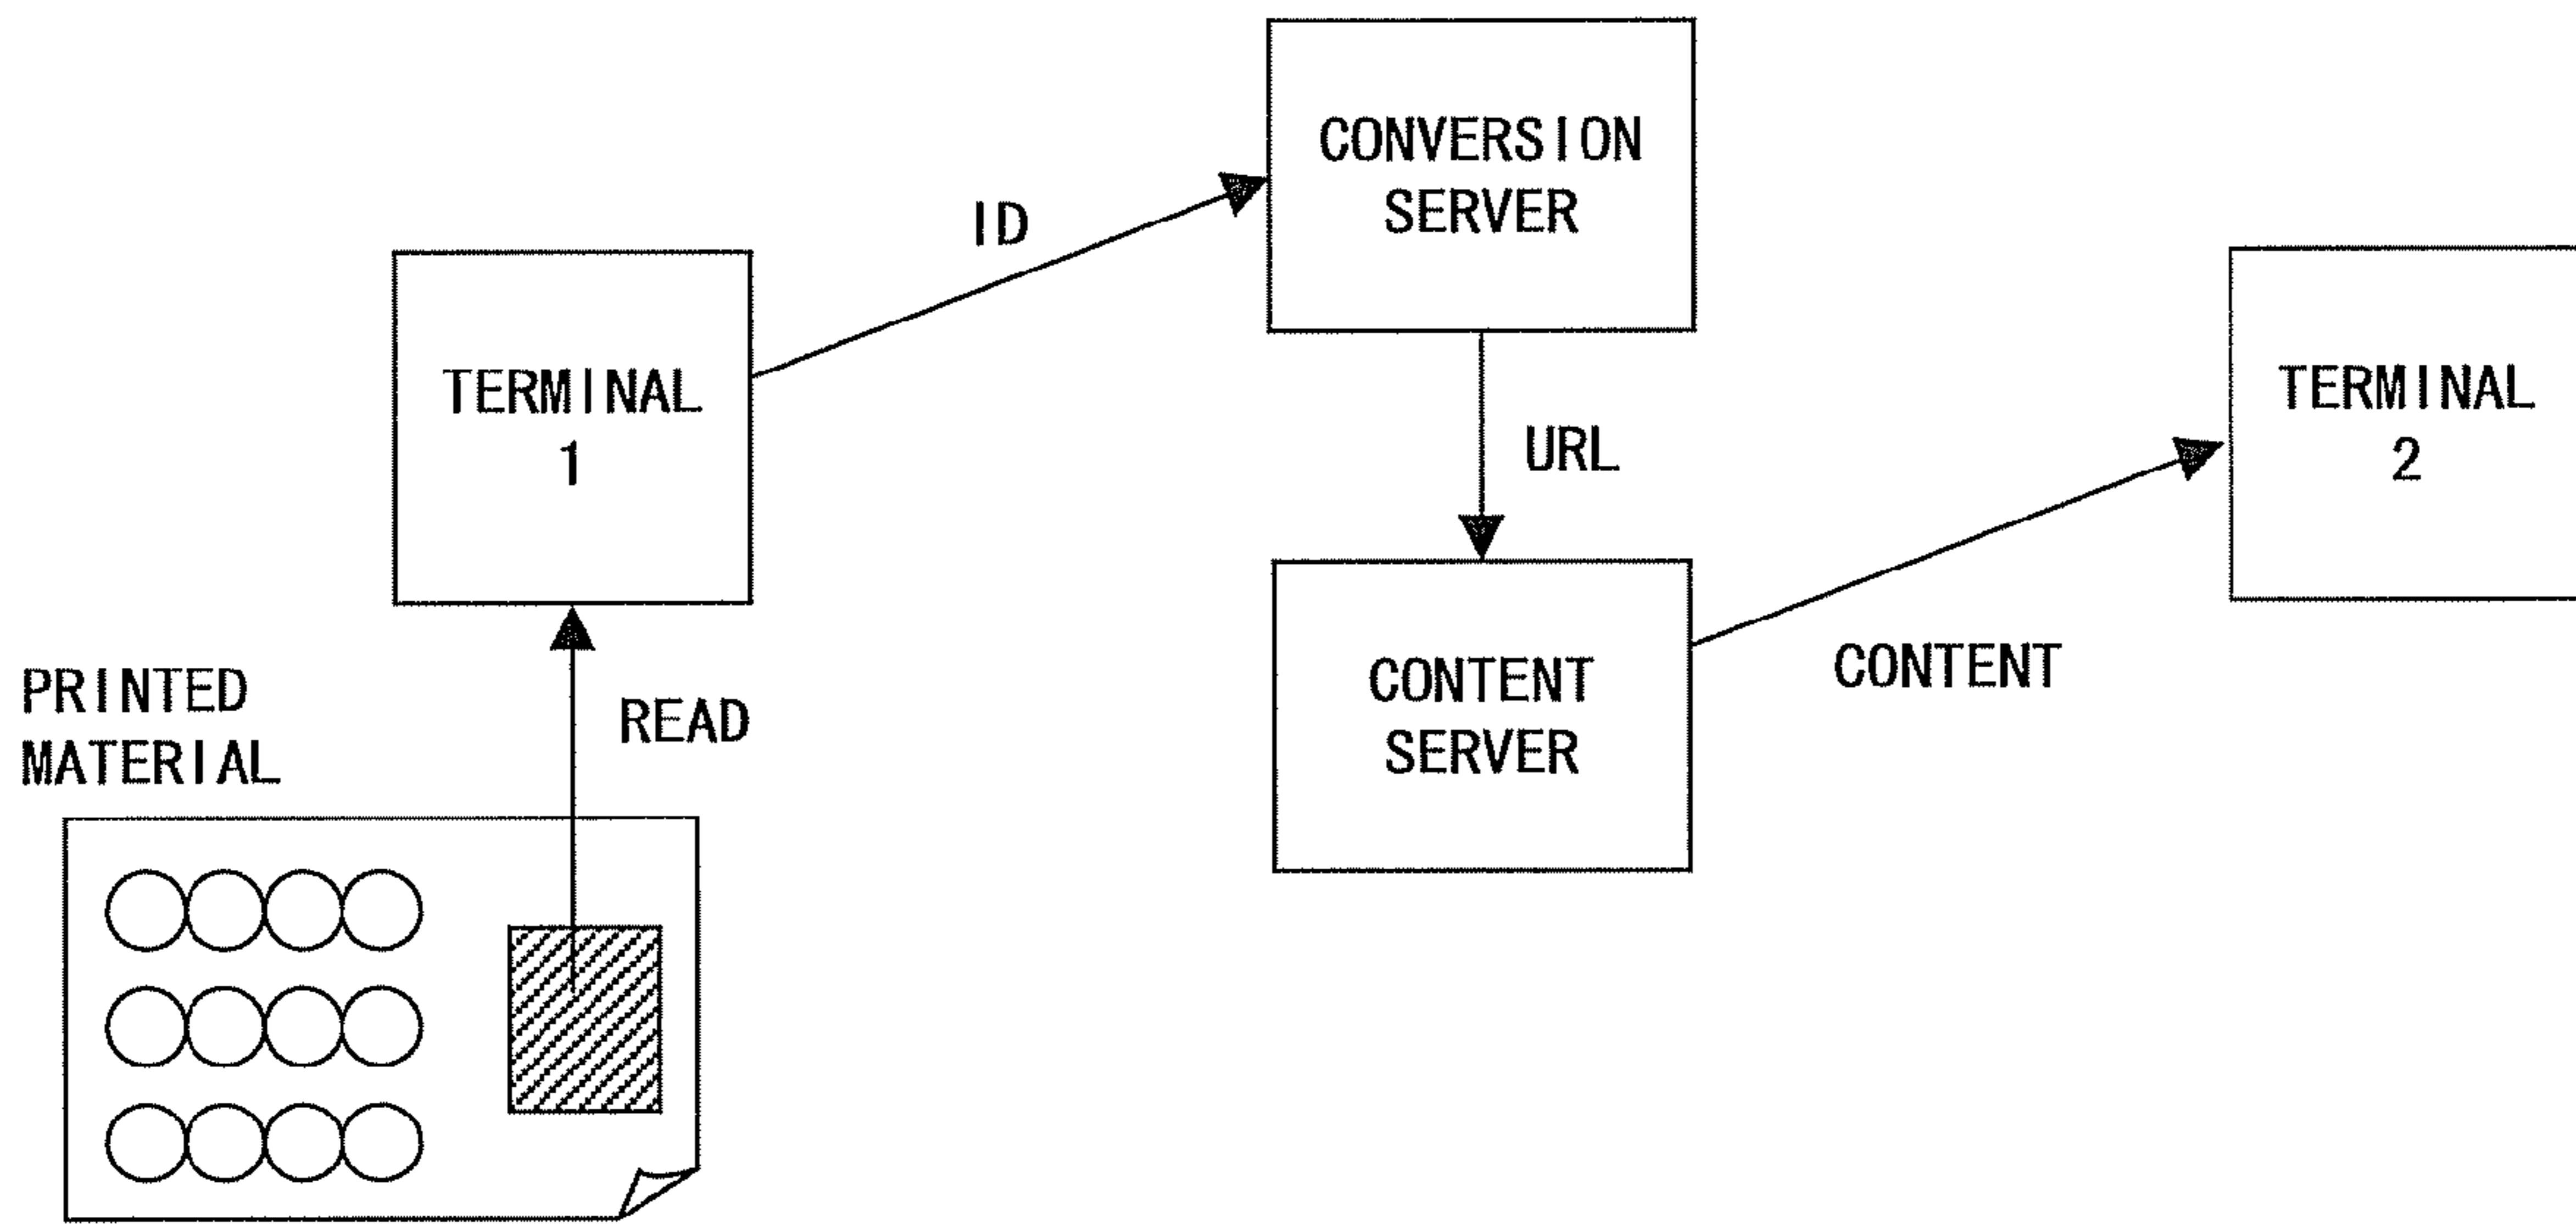 CONVERSION
SERVER
ID
TERMINAL
1
TERMINAL
2
URL
CONTENT
SERVER
CONTENT
PRINTED
MATERIAL
READ